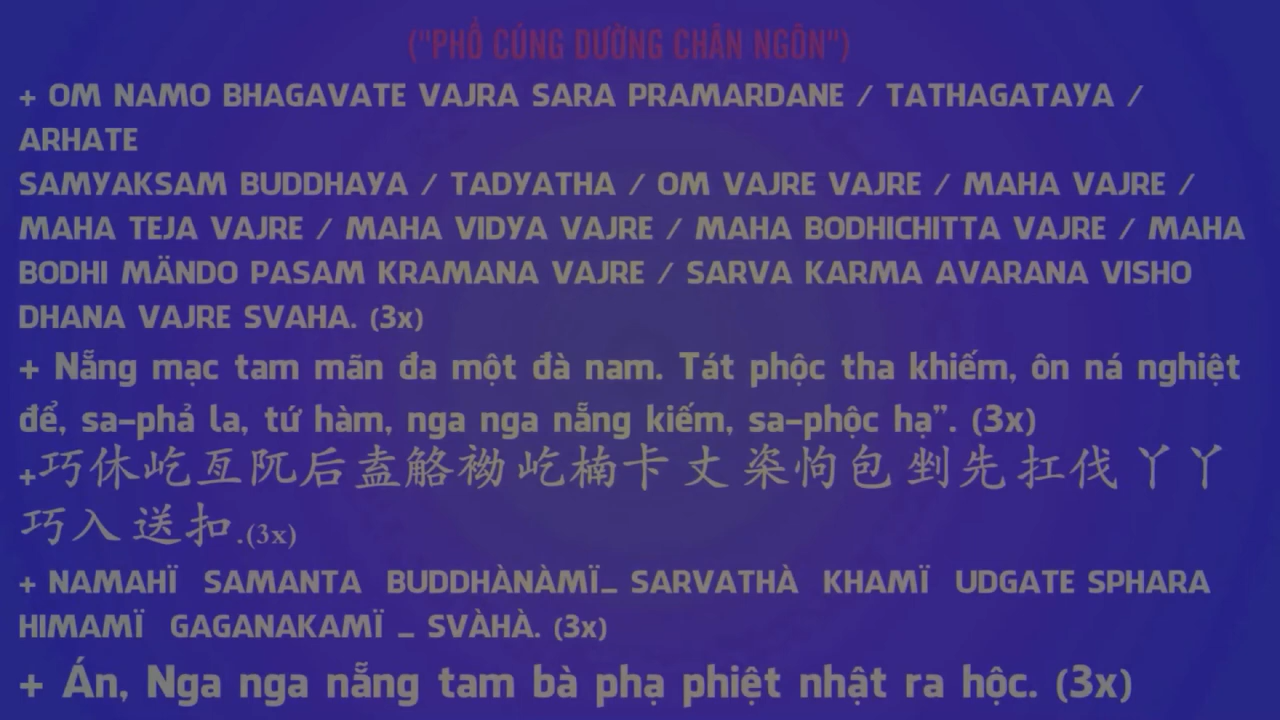 ("PHỔ CÚNG DƯỜNG CHÂN NGÔN")
+ OM NAMO BHAGAVATE VAJRA SARA PRAMARDANE / TATHAGATAYA /
ARHATE
SAMYAKSAM BUDDHAYA / TADYATHA / OM VAJRE VAJRE / MAHA VAJRE /
MAHA TEJA VAJRE / MAHA VIDYA VAJRE / MAHA BODHICHITTA VAJRE / MAHA
BODHI MÄNDO PASAM KRAMANA VAJRE / SARVA KARMA AVARANA VISHO
DHANA VAJRE SVAHA. (3x)
+ Nẵng mạc tam mãn đa một đà nam. Tát phộc tha khiếm, ôn ná nghiệt
để, sa-phả la, tứ hàm, nga nga nẵng kiếm, sa-phộc hạ”. (3x)
+巧休屹亙阢后盍觡袎屹楠卡 丈 桼怐包 剉先 扛伐 丫丫
巧入 送扣.(3x)
+ NAMAHÏ SAMANTA BUDDHÀNÀMÏ_ SARVATHÀ KHAMÏ UDGATE SPHARA
HIMAMÏ GAGANAKAMÏ _ SVÀHÀ. (3x)
+ Án, Nga nga nẵng tam bà phạ phiệt nhật ra hộc. (3x)